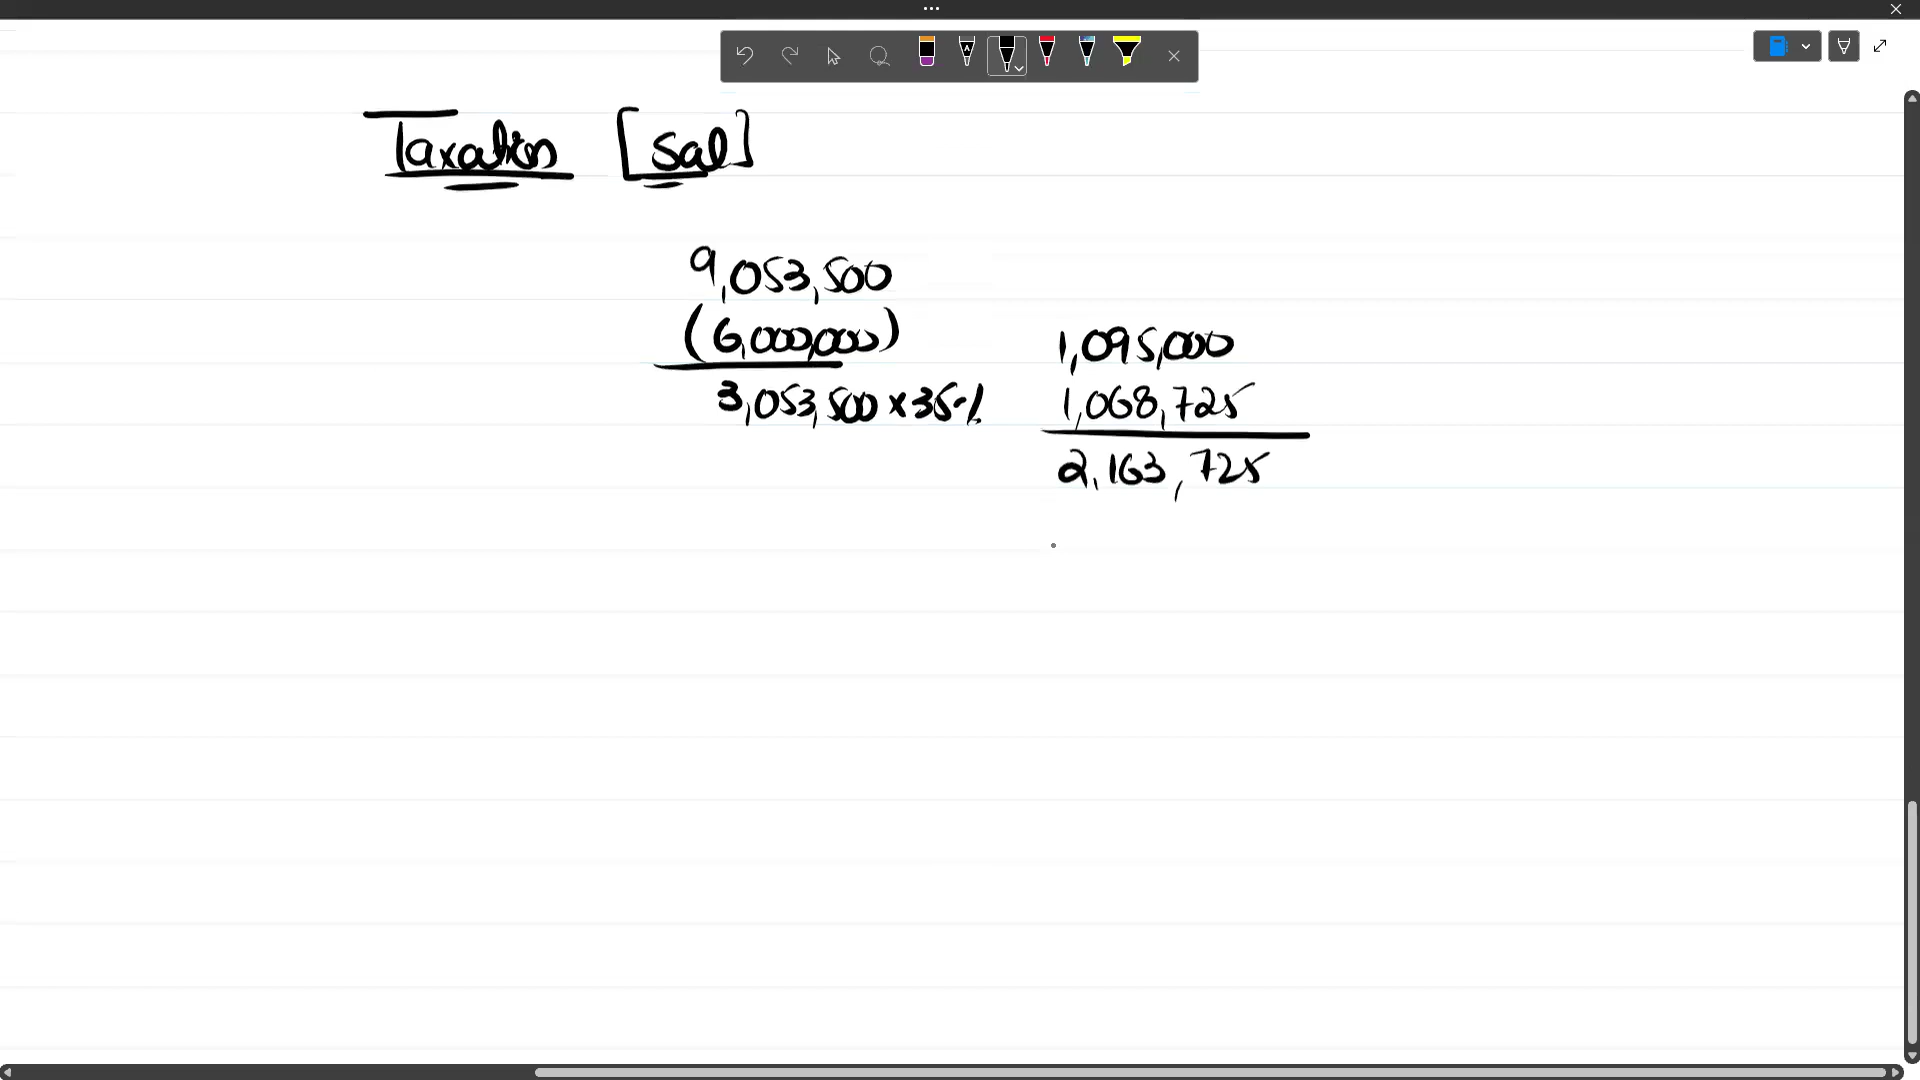 Taxation [Sal]
9,053,500
(6,000,000)
1,095,000
3,053,500 x 35%
1,068,725
2,163,725